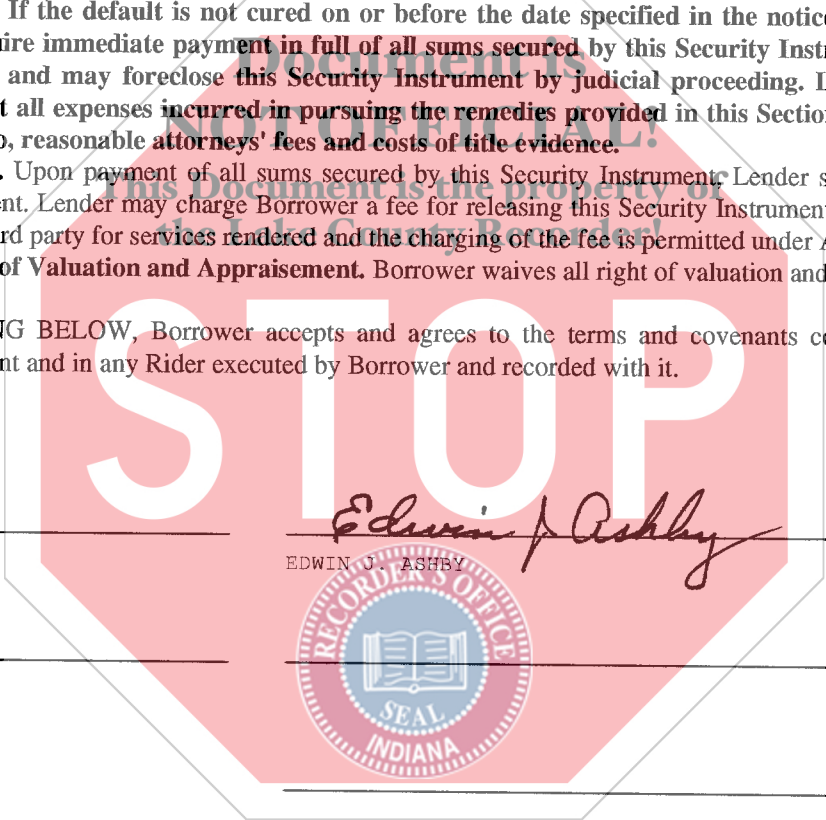 If the default is not cured on or before the date specified in the notice
ire immediate payment in full of all sums secured by this Security Inst
and may foreclose this Security Instrument by judicial proceeding. L
t all expenses incurred in pursuing the remedies provided in this Sectio
, reasonable attorneys' fees and costs of title evidence.
. Upon payment of all sums secured by this Security Instrument, Lender s
nt. Lender may charge Borrower a fee for releasing this Security Instrumen
rd party for services rendered and the charging of the fee is permitted under A
of Valuation and Appraisement. Borrower waives all right of valuation and
NG BELOW, Borrower accepts and agrees to the terms and covenants c
nt and in any Rider executed by Borrower and recorded with it.
Document is
NOT OFFICIAL!
This Document is the property of
the Lake County Recorder!
STOP
Edwin J Ashby
EDWIN J. ASHBY
RECORDER'S OFFICE
SEAL
INDIANA